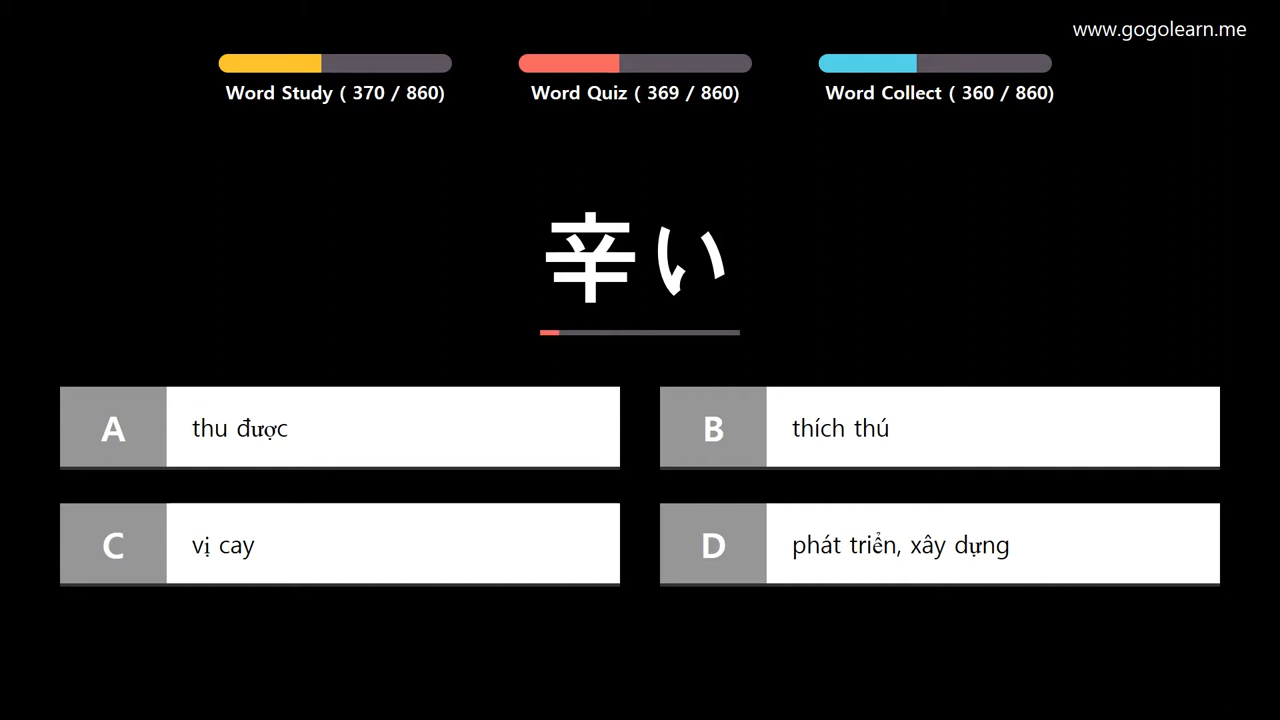 www.gogolearn.me
Word Study ( 370 / 860)
Word Quiz ( 369 / 860)
Word Collect ( 360 / 860)
辛い
A thu được
B thích thú
C vị cay
D phát triển, xây dựng